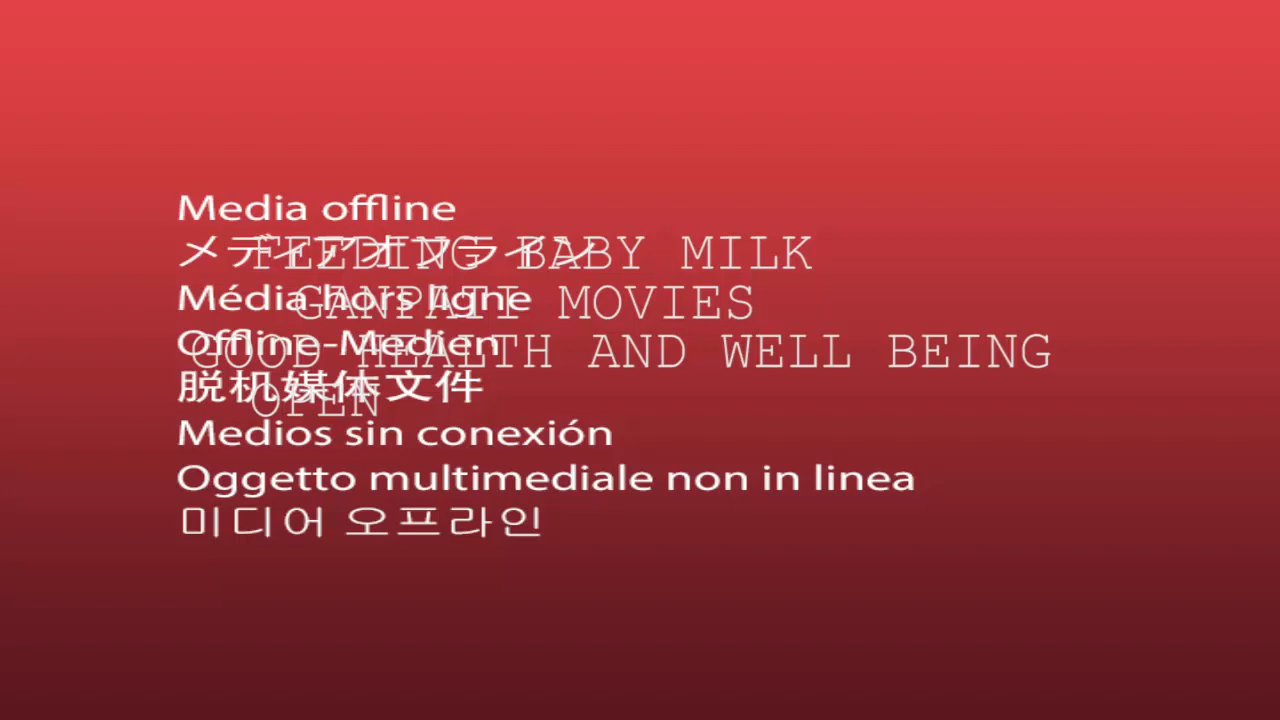 Media offline
メディアオフライン
FEEDING BABY MILK
Média hors ligne
GANPATI MOVIES
Offline-Medien
GOOD HEALTH AND WELL BEING
脱机媒体文件
OPEN
Medios sin conexión
Oggetto multimediale non in linea
미디어 오프라인